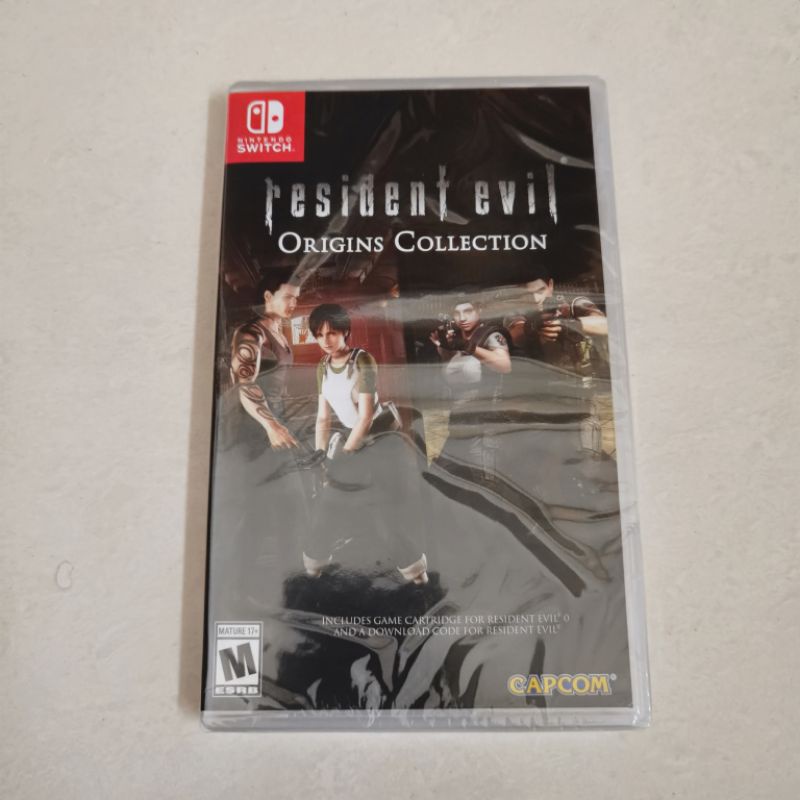 NINTENDO
SWITCH.
resident evil
ORIGINS COLLECTION
INCLUDES GAME CARTRIDGE FOR RESIDENT EVIL® 0
AND A DOWNLOAD CODE FOR RESIDENT EVIL®
MATURE 17+
M
ESRB
CAPCOM®